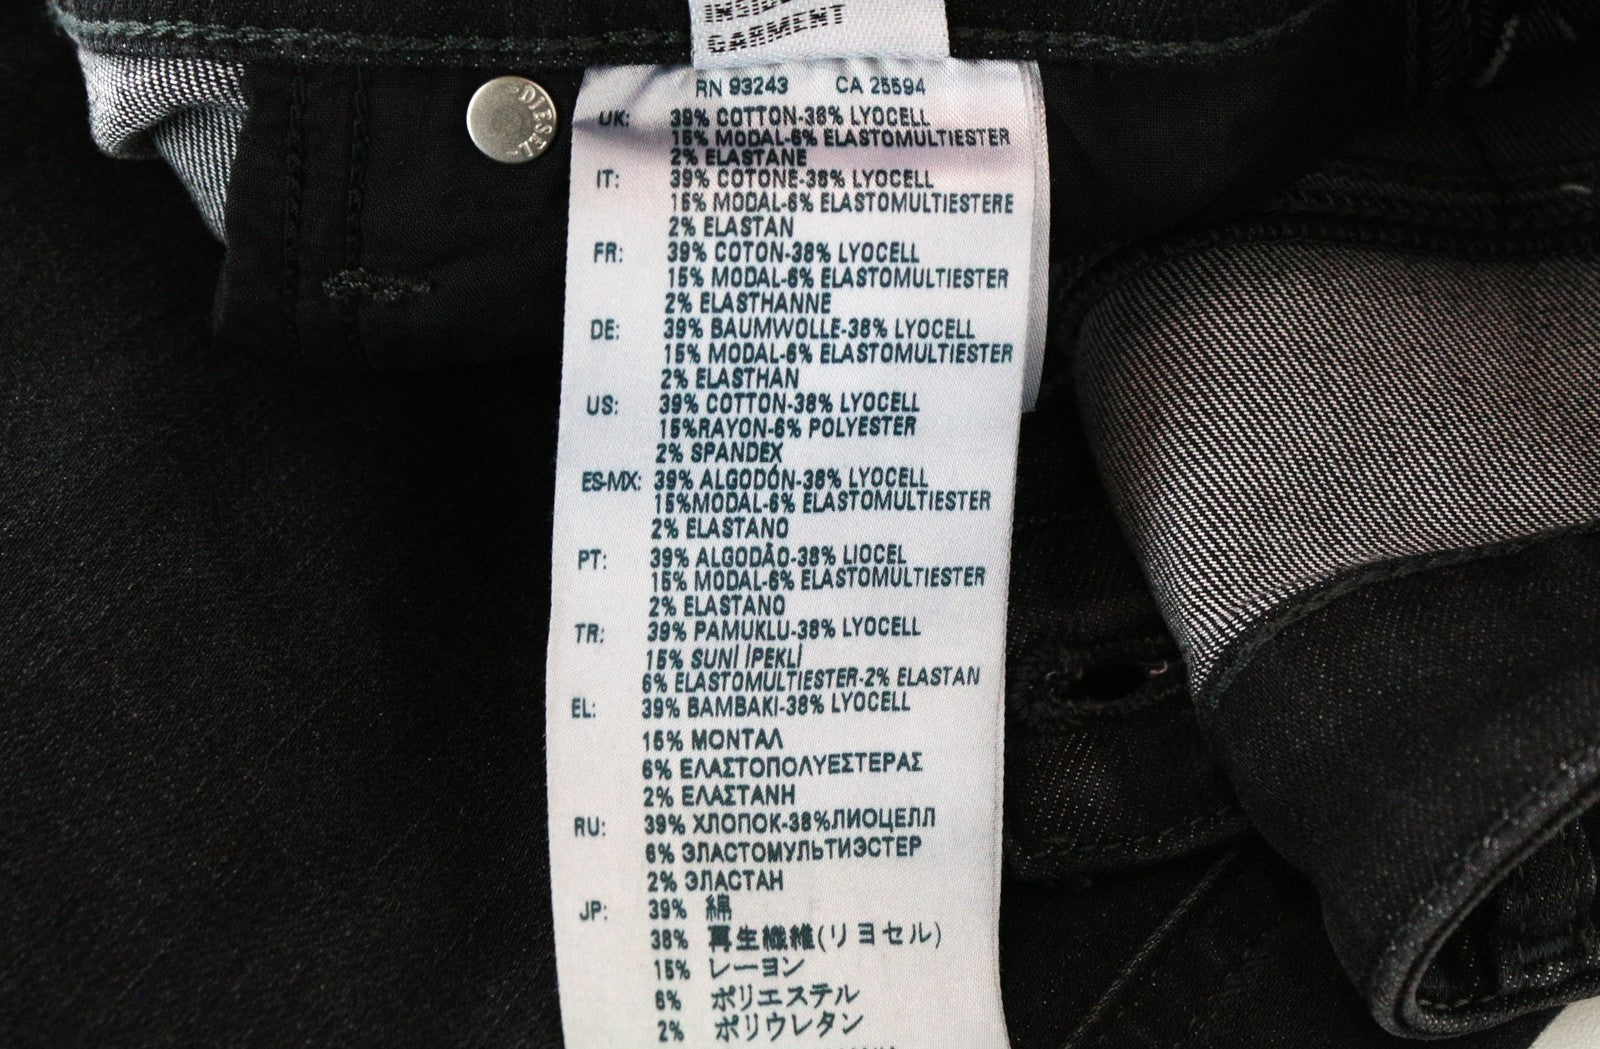 INSIDE
GARMENT
DIESEL
RN 93243 CA 25594
UK: 39% COTTON-38% LYOCELL
15% MODAL-6% ELASTOMULTIESTER
2% ELASTANE
IT: 39% COTONE-38% LYOCELL
15% MODAL-6% ELASTOMULTIESTERE
2% ELASTAN
FR: 39% COTON-38% LYOCELL
15% MODAL-6% ELASTOMULTIESTER
2% ELASTHANNE
DE: 39% BAUMWOLLE-38% LYOCELL
15% MODAL-6% ELASTOMULTIESTER
2% ELASTHAN
US: 39% COTTON-38% LYOCELL
15%RAYON-6% POLYESTER
2% SPANDEX
ES-MX: 39% ALGODÓN-38% LYOCELL
15%MODAL-6% ELASTOMULTIESTER
2% ELASTANO
PT: 39% ALGODÃO-38% LIOCEL
15% MODAL-6% ELASTOMULTIESTER
2% ELASTANO
TR: 39% PAMUKLU-38% LYOCELL
15% SUNİ İPEKLİ
6% ELASTOMULTIESTER-2% ELASTAN
EL: 39% BAMBAKI-38% LYOCELL
15% ΜΟΝΤΑΛ
6% ΕΛΑΣΤΟΠΟΛΥΕΣΤΕΡΑΣ
2% ΕΛΑΣΤΑΝΗ
RU: 39% ХЛОПОК-38%ЛИОЦЕЛЛ
6% ЭЛАСТОМУЛЬТИЭСТЕР
2% ЭЛАСТАН
JP: 39% 綿
38% 再生繊維(リヨセル)
15% レーヨン
6% ポリエステル
2% ポリウレタン